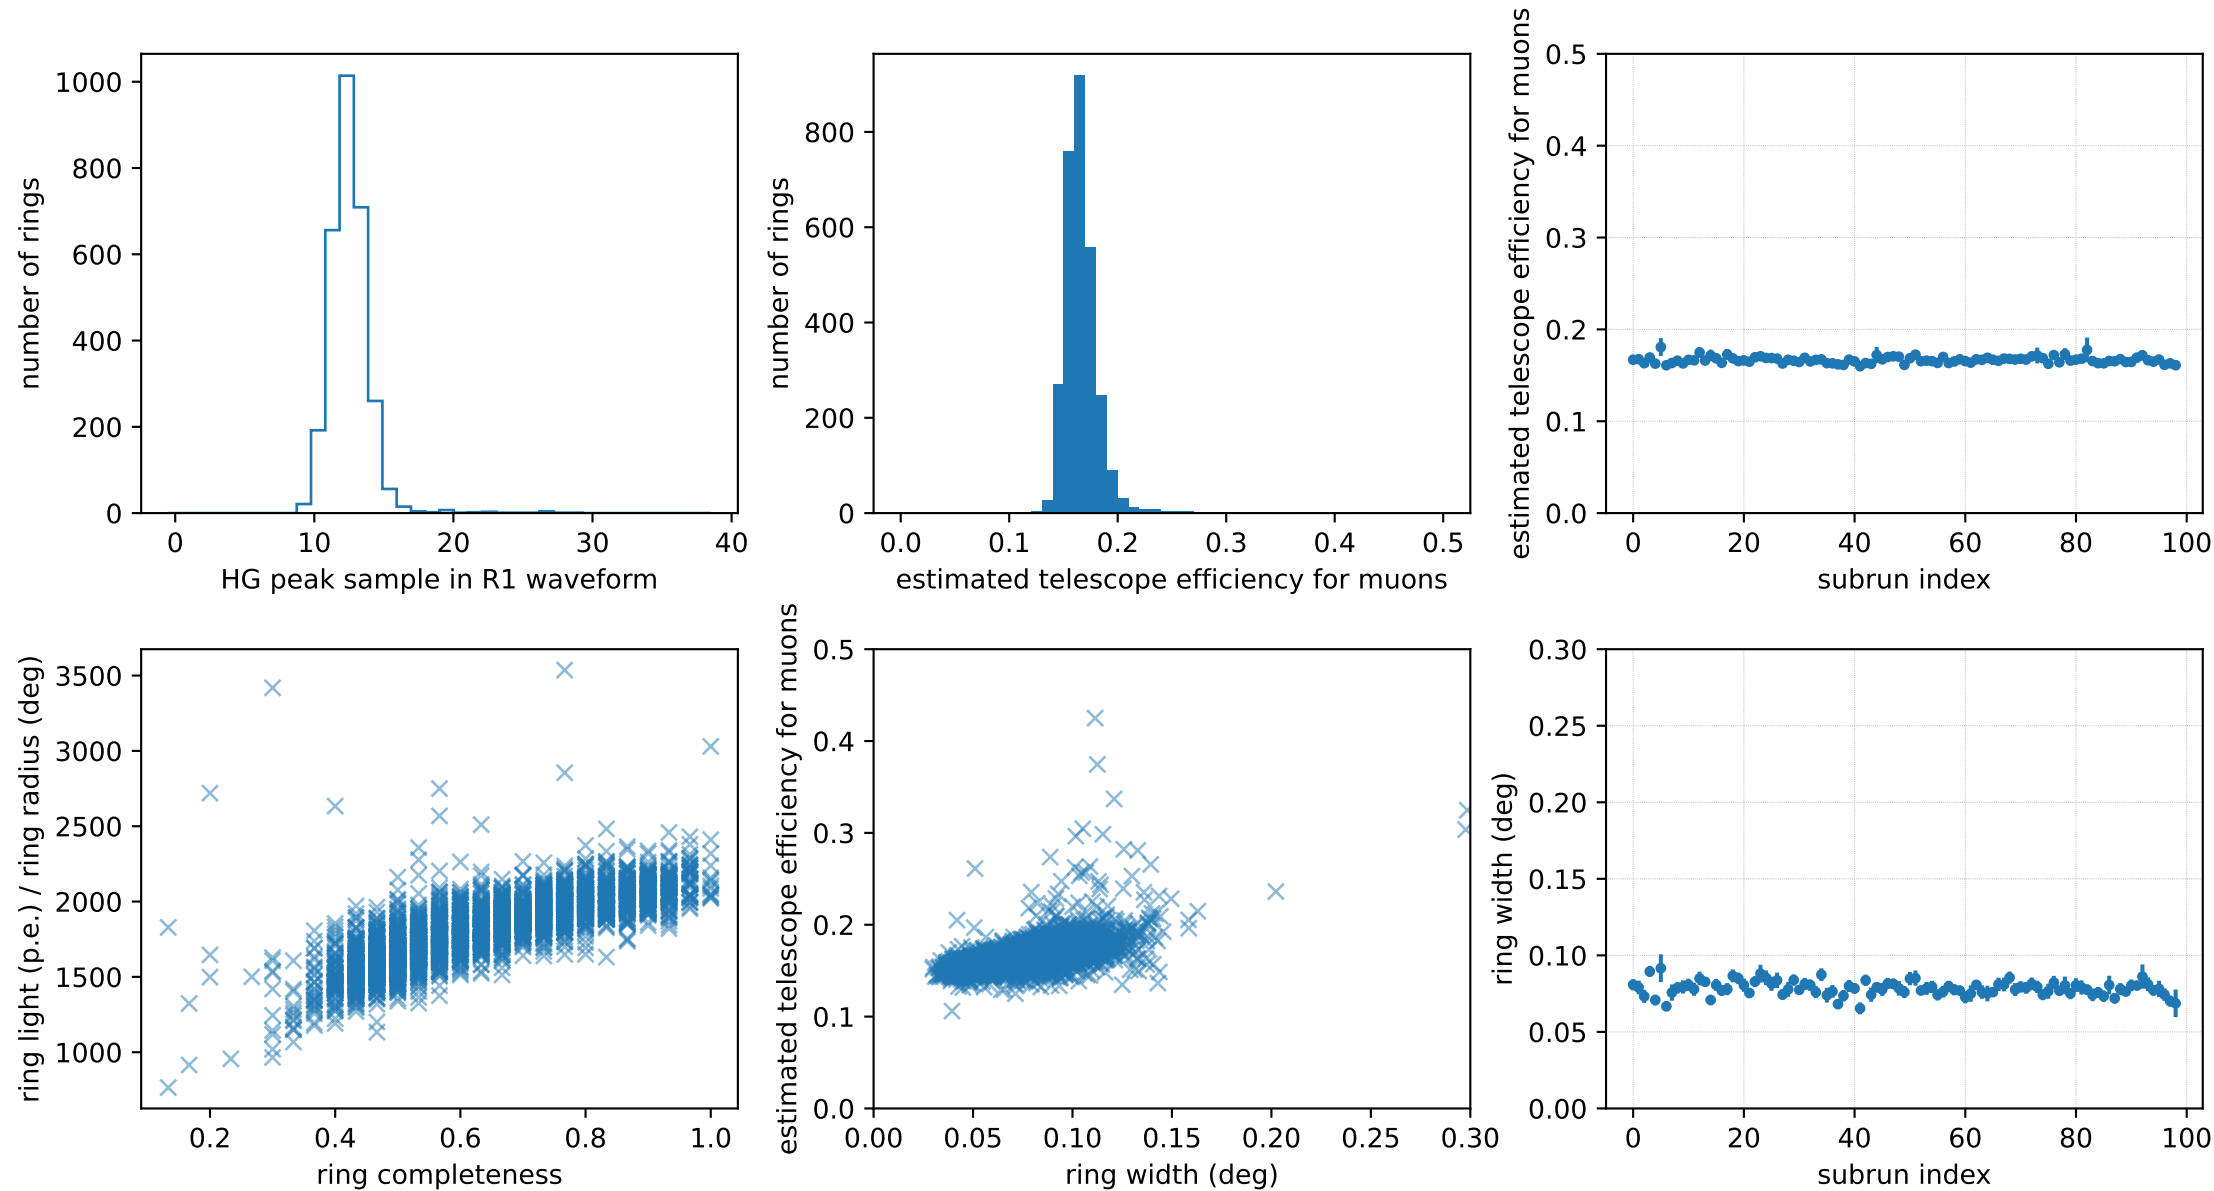 number of rings
1000
800
600
400
200
0
0 10 20 30 40
HG peak sample in R1 waveform
number of rings
800
600
400
200
0
0.0 0.1 0.2 0.3 0.4 0.5
estimated telescope efficiency for muons
estimated telescope efficiency for muons
0.5
0.4
0.3
0.2
0.1
0.0
0 20 40 60 80 100
subrun index
ring light (p.e.) / ring radius (deg)
3500
3000
2500
2000
1500
1000
0.2 0.4 0.6 0.8 1.0
ring completeness
estimated telescope efficiency for muons
0.5
0.4
0.3
0.2
0.1
0.0
0.00 0.05 0.10 0.15 0.20 0.25 0.30
ring width (deg)
ring width (deg)
0.30
0.25
0.20
0.15
0.10
0.05
0.00
0 20 40 60 80 100
subrun index